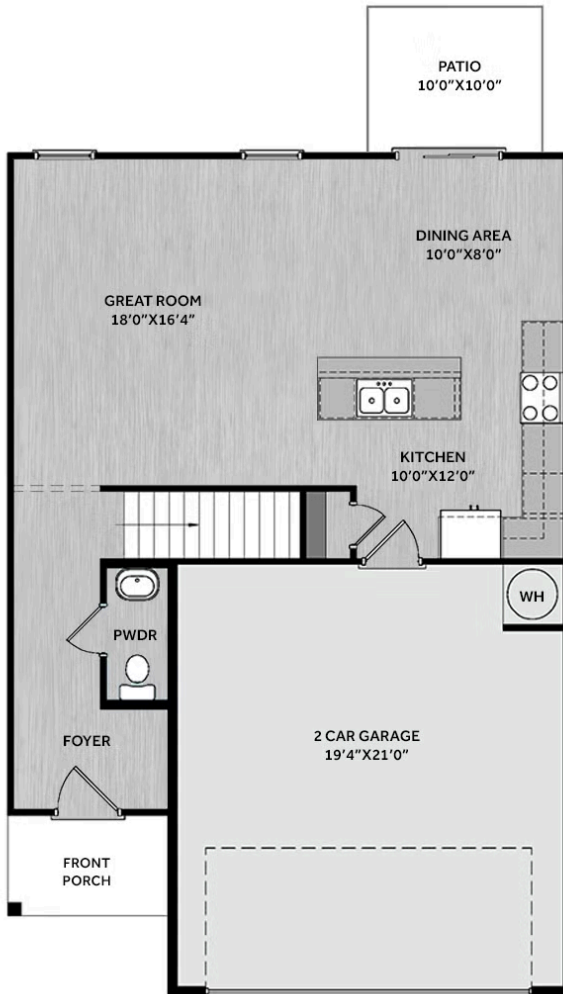 PATIO
10'0"X10'0"
DINING AREA
10'0"X8'0"
GREAT ROOM
18'0"X16'4"
KITCHEN
10'0"X12'0"
WH
PWDR
FOYER
2 CAR GARAGE
19'4"X21'0"
FRONT
PORCH